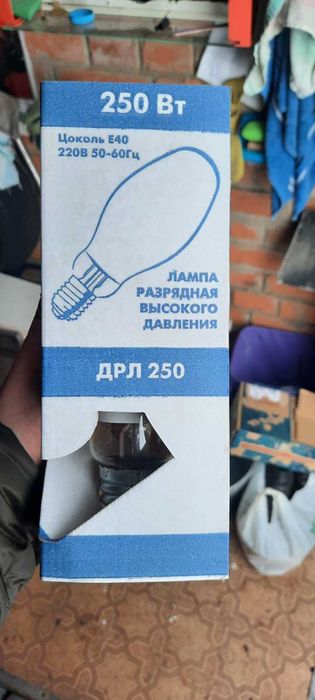 250 Вт
Цоколь Е40
220В 50-60Гц
ЛАМПА
РАЗРЯДНАЯ
ВЫСОКОГО
ДАВЛЕНИЯ
ДРЛ 250